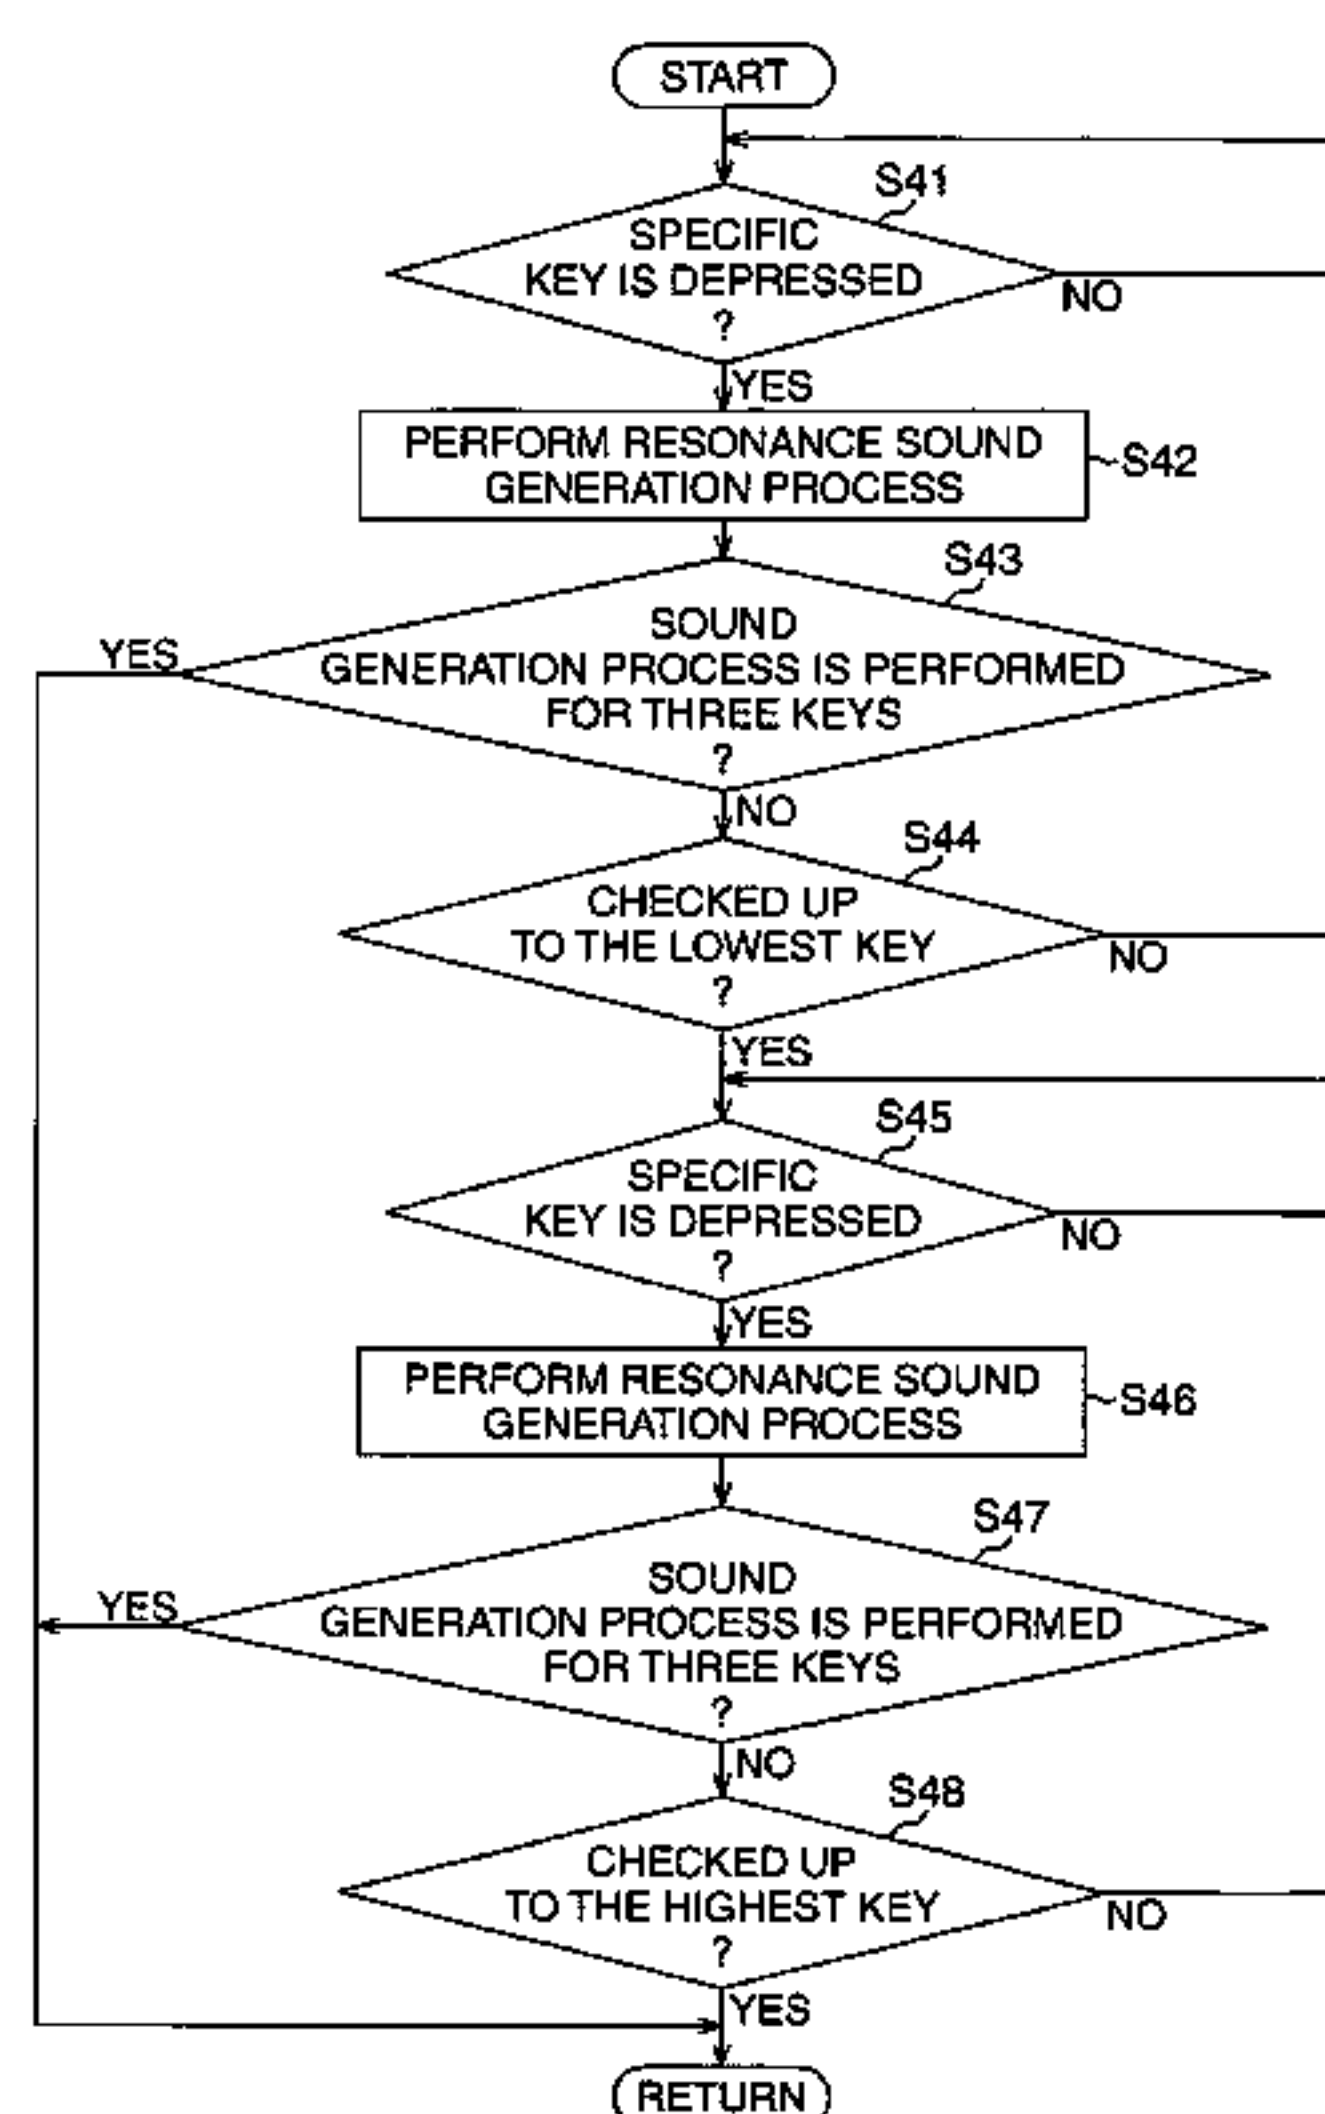 START
S41
SPECIFIC
KEY IS DEPRESSED
?
NO
YES
PERFORM RESONANCE SOUND
GENERATION PROCESS
S42
S43
SOUND
GENERATION PROCESS IS PERFORMED
FOR THREE KEYS
?
YES
NO
S44
CHECKED UP
TO THE LOWEST KEY
?
NO
YES
S45
SPECIFIC
KEY IS DEPRESSED
?
NO
YES
PERFORM RESONANCE SOUND
GENERATION PROCESS
S46
S47
SOUND
GENERATION PROCESS IS PERFORMED
FOR THREE KEYS
?
YES
NO
S48
CHECKED UP
TO THE HIGHEST KEY
?
NO
YES
RETURN